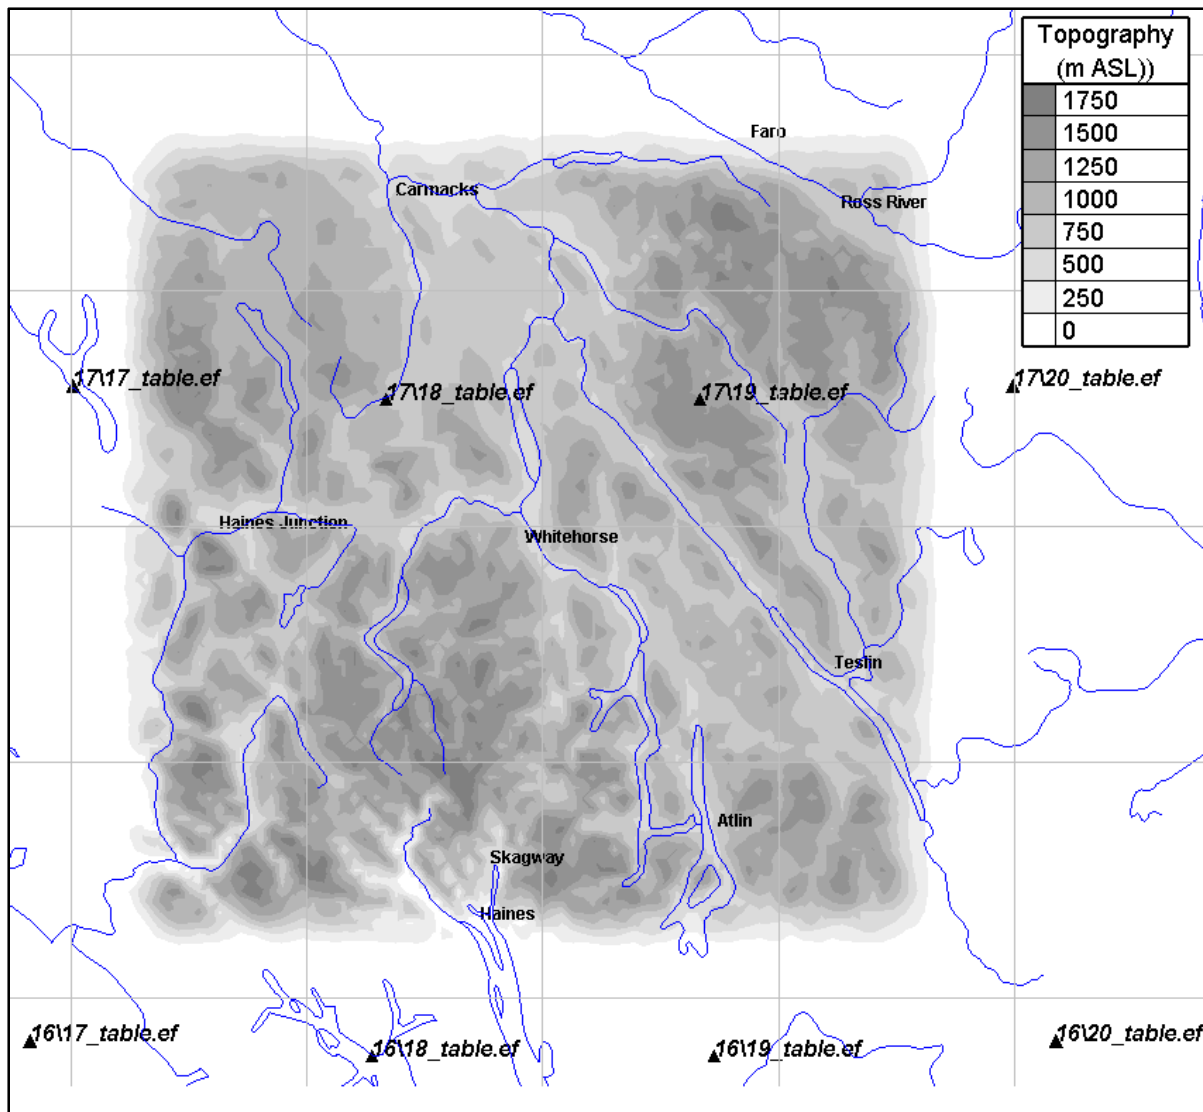 Topography
(m ASL))
1750
1500
1250
1000
750
500
250
0
Faro
Carmacks
Ross River
17\17_table.ef
17\18_table.ef
17\19_table.ef
17\20_table.ef
Haines Junction
Whitehorse
Teslin
Atlin
Skagway
Haines
16\17_table.ef
16\18_table.ef
16\19_table.ef
16\20_table.ef